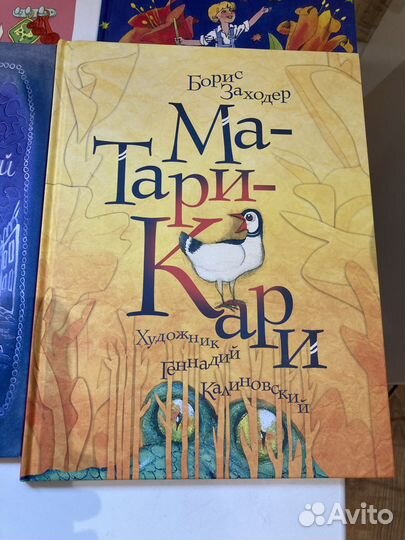 Борис
Заходер
Ма-
Тари-
Кари
Художник
Геннадий
Калиновский
Avito